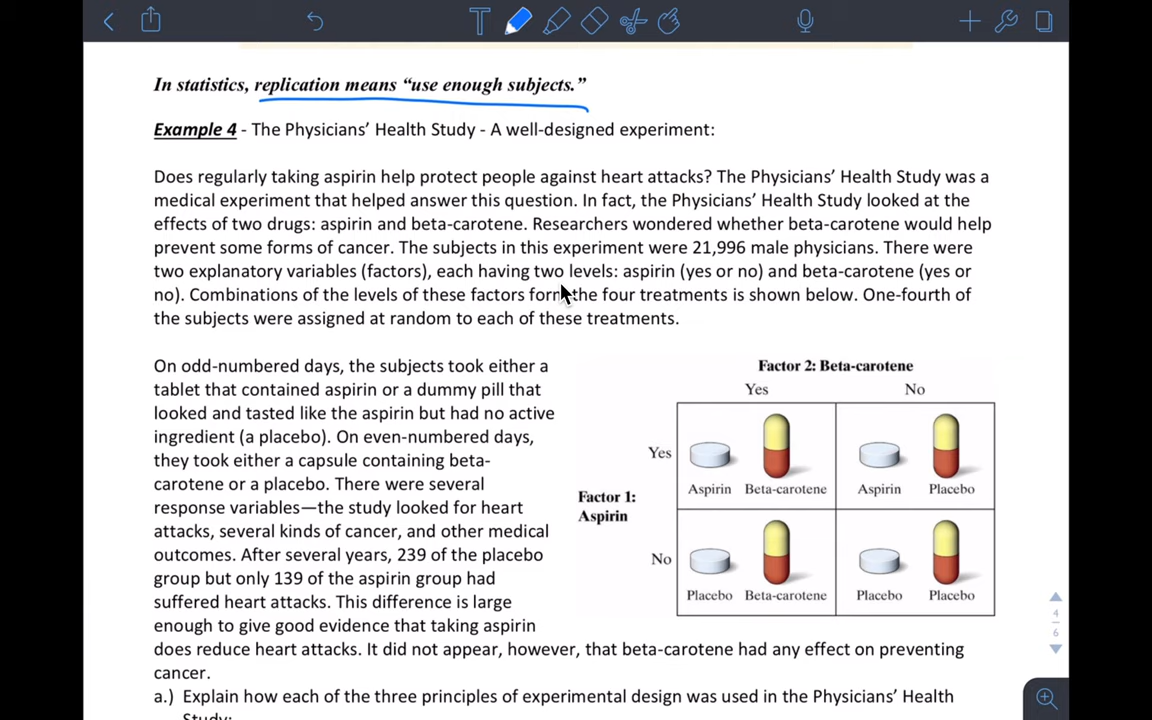 In statistics, replication means “use enough subjects.”
Example 4 - The Physicians’ Health Study - A well-designed experiment:
Does regularly taking aspirin help protect people against heart attacks? The Physicians’ Health Study was a
medical experiment that helped answer this question. In fact, the Physicians’ Health Study looked at the
effects of two drugs: aspirin and beta-carotene. Researchers wondered whether beta-carotene would help
prevent some forms of cancer. The subjects in this experiment were 21,996 male physicians. There were
two explanatory variables (factors), each having two levels: aspirin (yes or no) and beta-carotene (yes or
no). Combinations of the levels of these factors form the four treatments is shown below. One-fourth of
the subjects were assigned at random to each of these treatments.
On odd-numbered days, the subjects took either a
tablet that contained aspirin or a dummy pill that
looked and tasted like the aspirin but had no active
ingredient (a placebo). On even-numbered days,
they took either a capsule containing beta-
carotene or a placebo. There were several
response variables—the study looked for heart
attacks, several kinds of cancer, and other medical
outcomes. After several years, 239 of the placebo
group but only 139 of the aspirin group had
suffered heart attacks. This difference is large
enough to give good evidence that taking aspirin
does reduce heart attacks. It did not appear, however, that beta-carotene had any effect on preventing
cancer.
Factor 2: Beta-carotene
Yes No
Yes
Aspirin Beta-carotene Aspirin Placebo
Factor 1:
Aspirin
No
Placebo Beta-carotene Placebo Placebo
4
6
a.) Explain how each of the three principles of experimental design was used in the Physicians’ Health
Study: